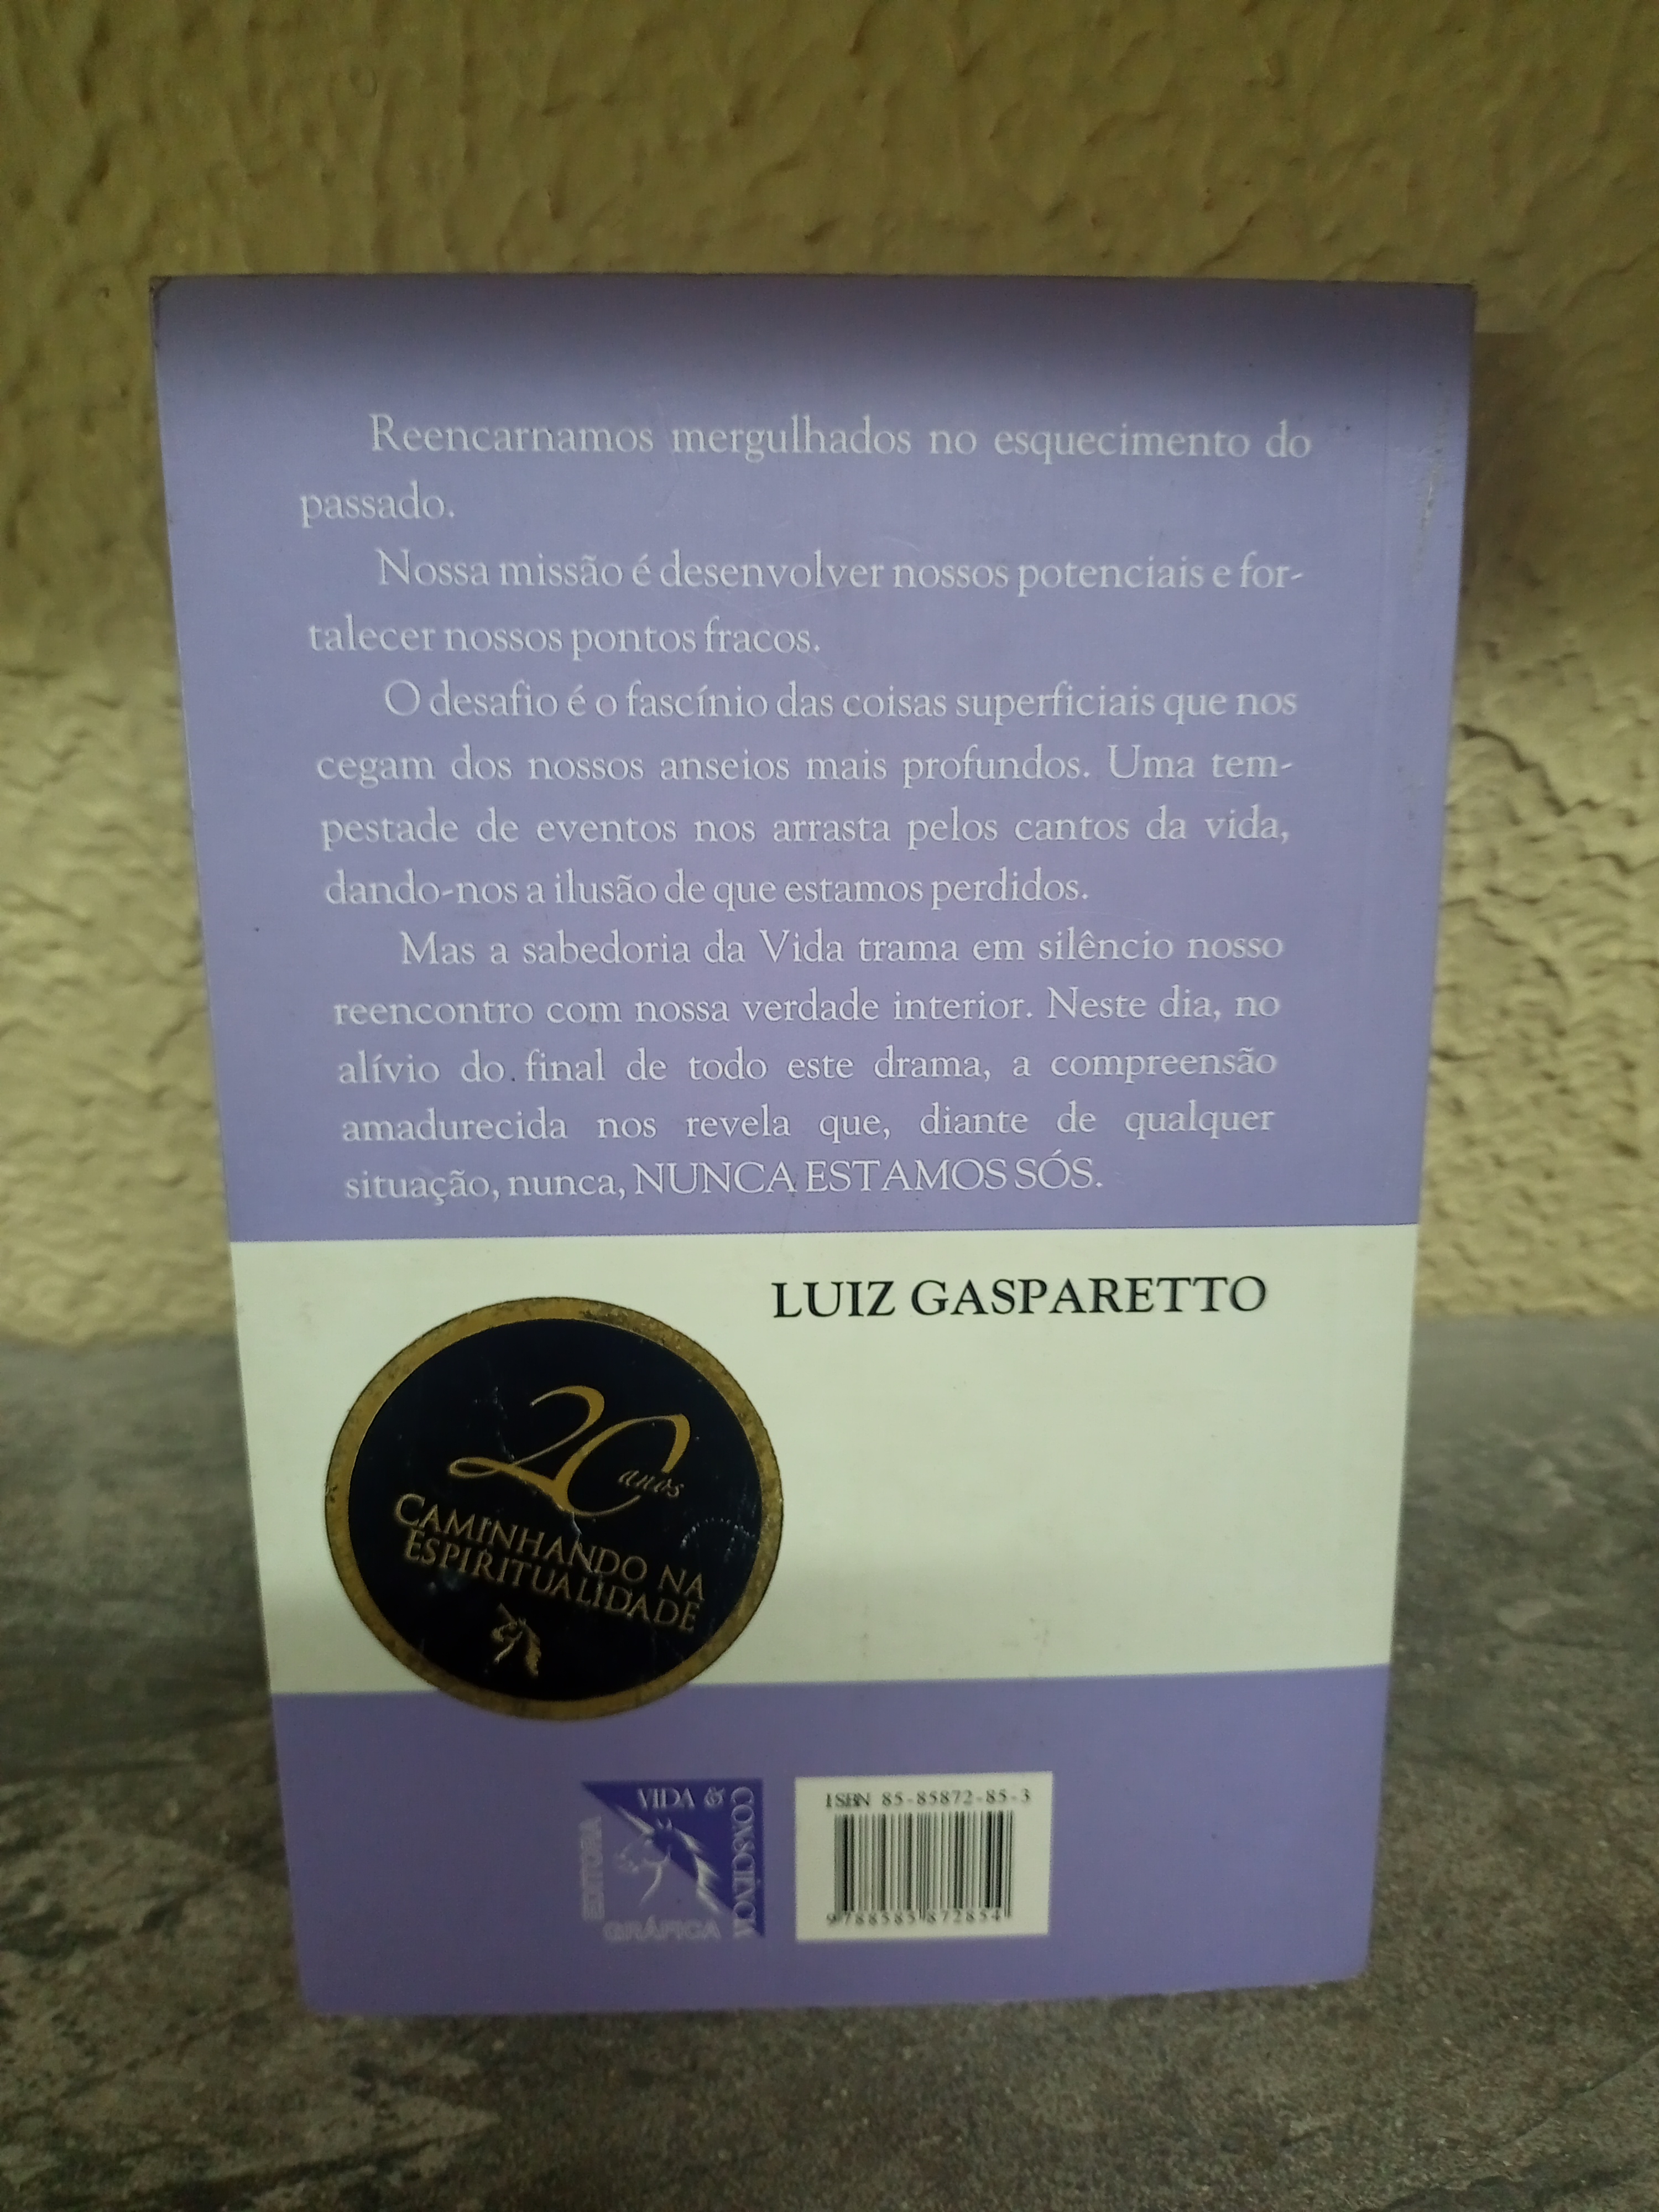 Reencarnamos mergulhados no esquecimento do
passado.
Nossa missão é desenvolver nossos potenciais e for-
talecer nossos pontos fracos.
O desafio é o fascínio das coisas superficiais que nos
cegam dos nossos anseios mais profundos. Uma tem-
pestade de eventos nos arrasta pelos cantos da vida,
dando-nos a ilusão de que estamos perdidos.
Mas a sabedoria da Vida trama em silêncio nosso
reencontro com nossa verdade interior. Neste dia, no
alívio do final de todo este drama, a compreensão
amadurecida nos revela que, diante de qualquer
situação, nunca, NUNCA ESTAMOS SÓS.
LUIZ GASPARETTO
20 anos
CAMINHANDO NA
ESPIRITUALIDADE
VIDA &
CONSCIÊNCIA
EDITORA
GRÁFICA
ISBN 85-85872-85-3
9788585872854